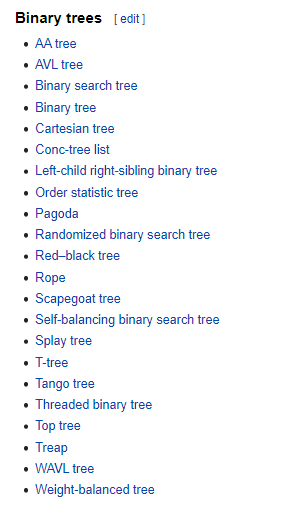 Binary trees [ edit ]
AA tree
AVL tree
Binary search tree
Binary tree
Cartesian tree
Conc-tree list
Left-child right-sibling binary tree
Order statistic tree
Pagoda
Randomized binary search tree
Red–black tree
Rope
Scapegoat tree
Self-balancing binary search tree
Splay tree
T-tree
Tango tree
Threaded binary tree
Top tree
Treap
WAVL tree
Weight-balanced tree